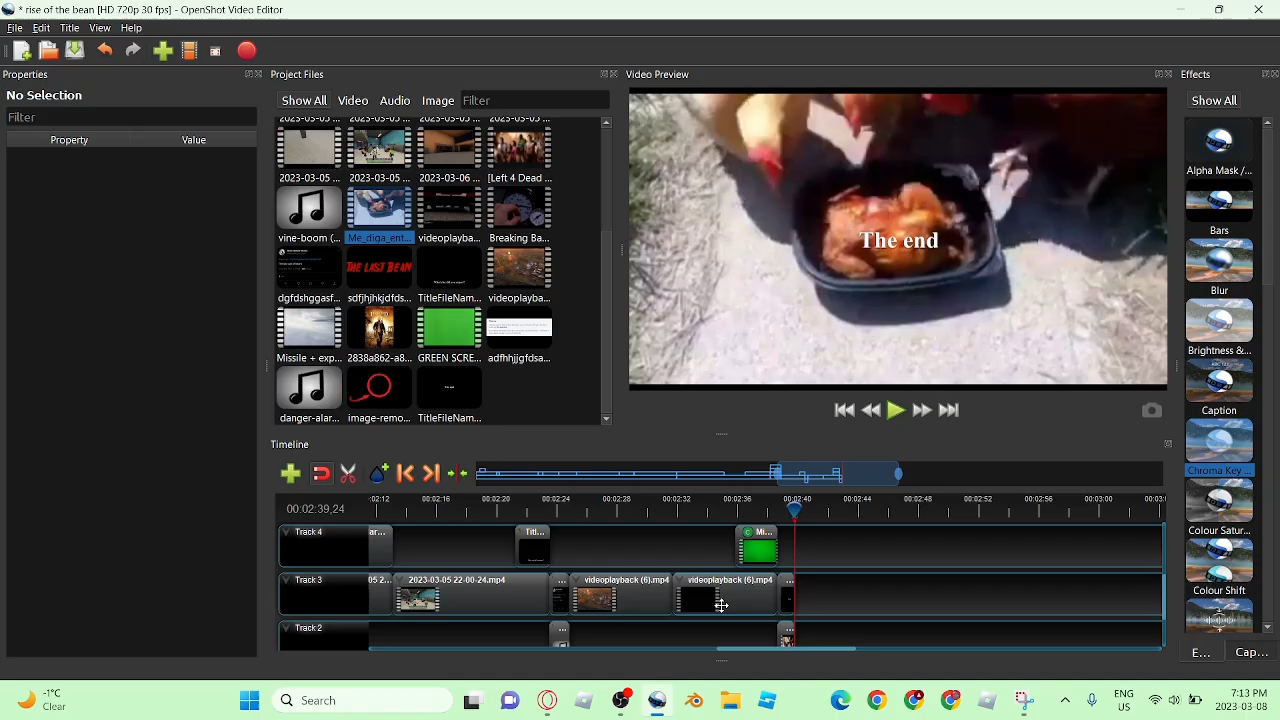 * rise of the bean [HD 720p 30 fps] - OpenShot Video Editor
File Edit Title View Help
Properties
Project Files
Video Preview
Effects
No Selection
Show All Video Audio Image Filter
Show All
Filter
Property Value
2023-03-05 ... 2023-03-05 ... 2023-03-06 ... [Left 4 Dead ...
Alpha Mask /...
Bars
vine-boom (... Me_diga_ent... videoplayba... Breaking Ba...
THE LAST BEAN
The end
Blur
dgfdshggasf... sdfjhjhkjdfds... TitleFileNam... videoplayba...
Brightness &...
Missile + exp... 2838a862-a8... GREEN SCRE... adfhhjjgfdsa...
Caption
danger-alar... image-remo... TitleFileNam...
Timeline
Chroma Key ...
00:02:39,24
:02:12 00:02:16 00:02:20 00:02:24 00:02:28 00:02:32 00:02:36 00:02:40 00:02:44 00:02:48 00:02:52 00:02:56 00:03:00 00:03:
Track 4 ar... Titl... C Mi...
Colour Satur...
Track 3 05 2... 2023-03-05 22-00-24.mp4 ... videoplayback (6).mp4 videoplayback (6).mp4 ...
Colour Shift
Track 2 ... ...
E... Cap...
-1°C
Clear
Search
ENG
US
7:13 PM
2023-03-08